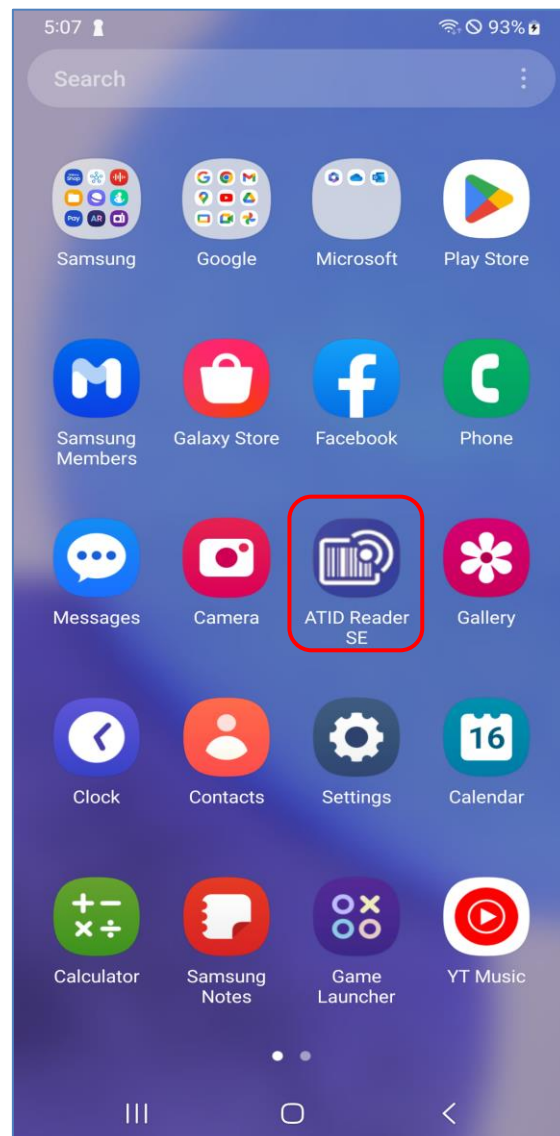 5:07 93%
Search
Samsung Google Microsoft Play Store
Samsung Members Galaxy Store Facebook Phone
Messages Camera ATID Reader SE Gallery
Clock Contacts Settings 16 Calendar
Calculator Samsung Notes Game Launcher YT Music